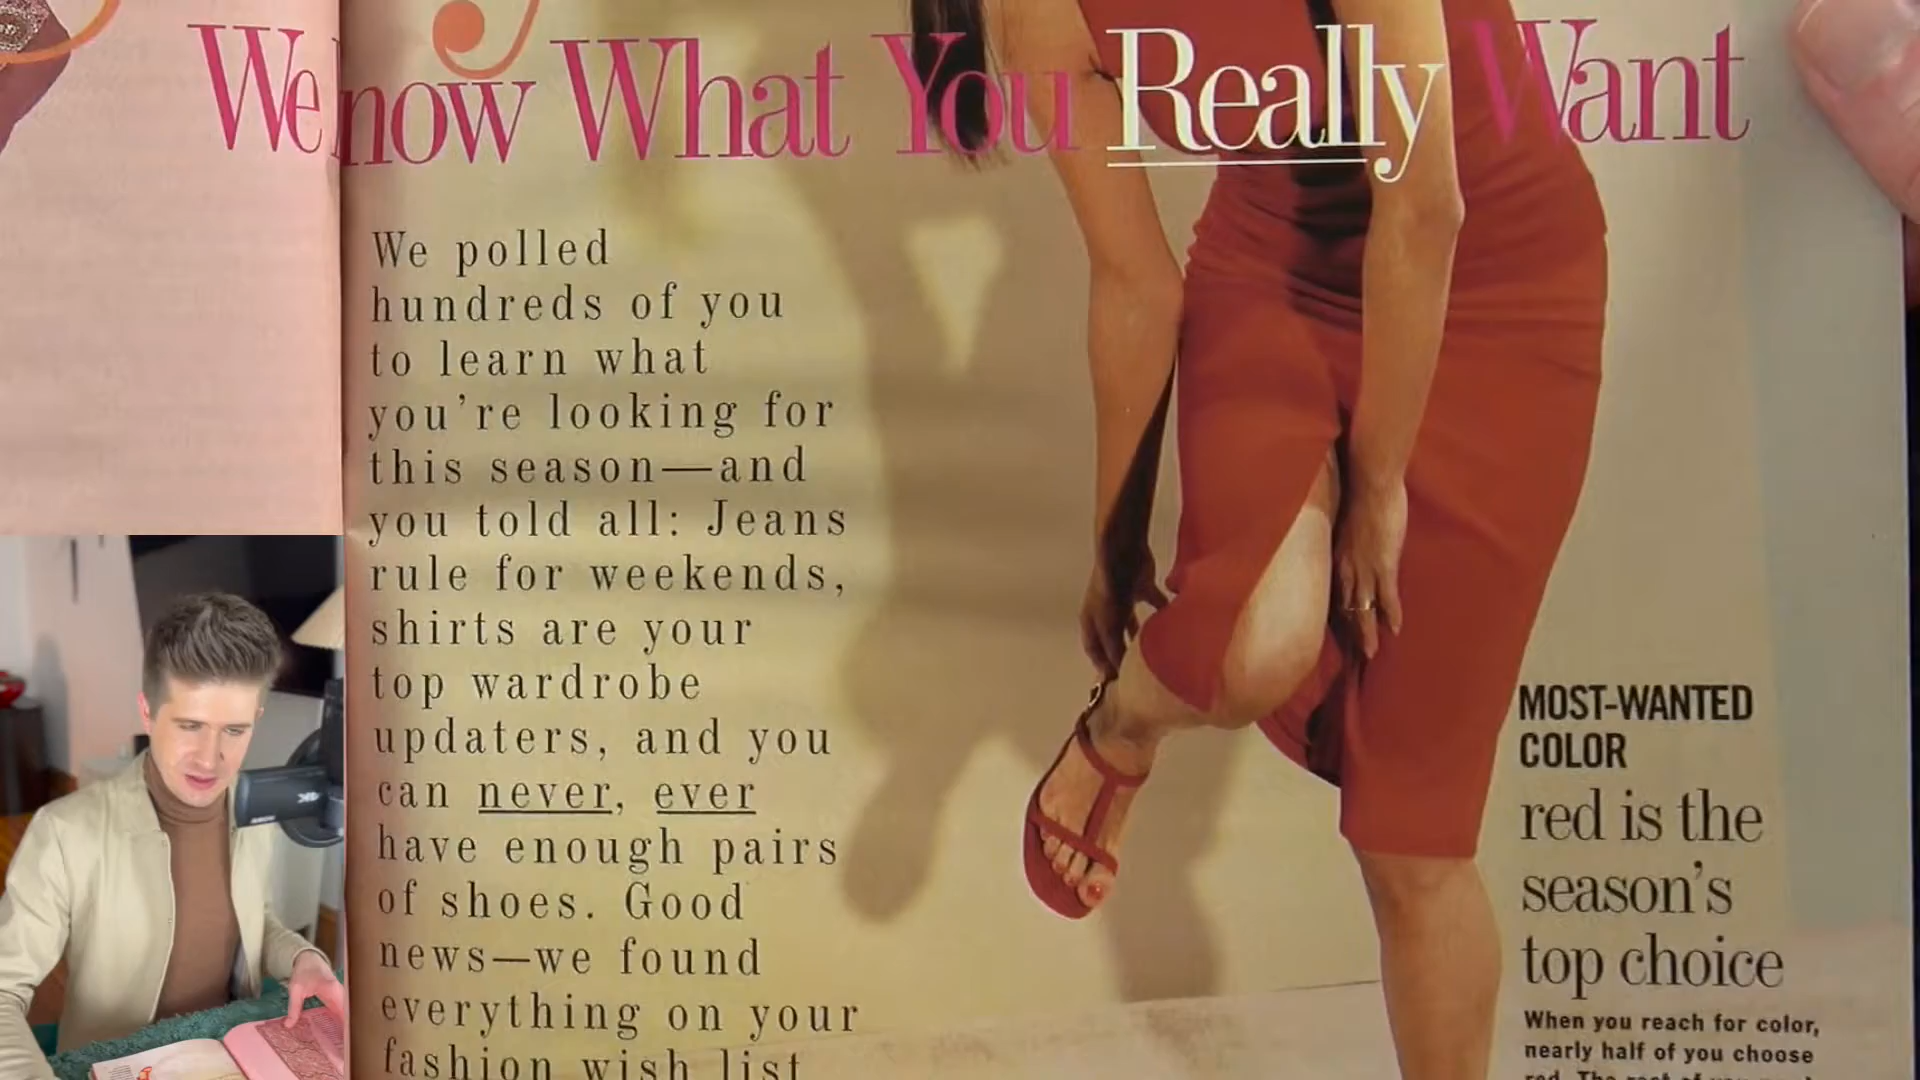 We now What You Really Want
We polled
hundreds of you
to learn what
you're looking for
this season—and
you told all: Jeans
rule for weekends,
shirts are your
top wardrobe
updaters, and you
can never, ever
have enough pairs
of shoes. Good
news—we found
everything on your
fashion wish list
MOST-WANTED
COLOR
red is the
season's
top choice
When you reach for color,
nearly half of you choose